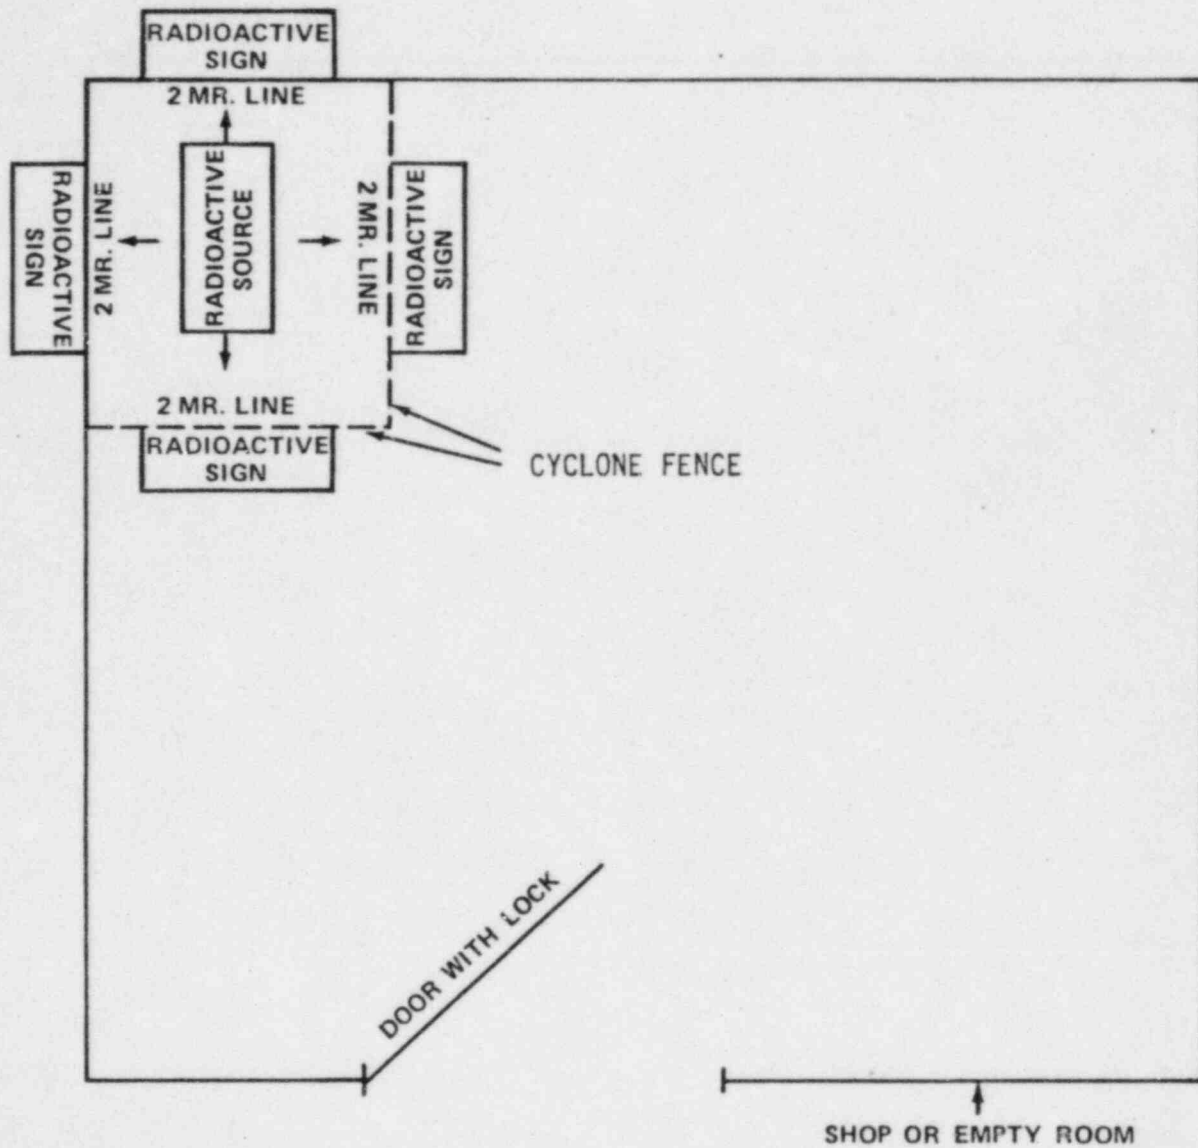 RADIOACTIVE
SIGN
2 MR. LINE
RADIOACTIVE
SIGN
2 MR. LINE
RADIOACTIVE
SOURCE
2 MR. LINE
RADIOACTIVE
SIGN
2 MR. LINE
RADIOACTIVE
SIGN
CYCLONE FENCE
DOOR WITH LOCK
SHOP OR EMPTY ROOM